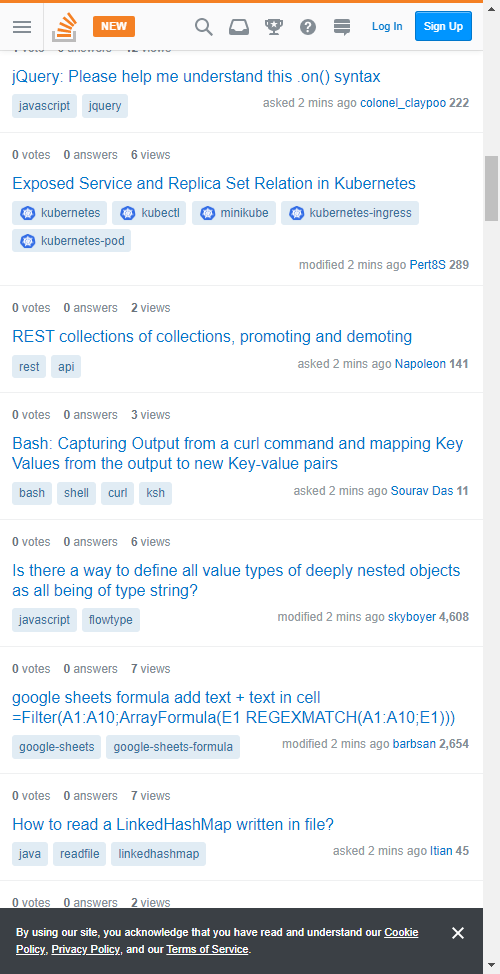 NEW
Log In
Sign Up
jQuery: Please help me understand this .on() syntax
javascript jquery
asked 2 mins ago colonel_claypoo 222
0 votes 0 answers 6 views
Exposed Service and Replica Set Relation in Kubernetes
kubernetes kubectl minikube kubernetes-ingress
kubernetes-pod
modified 2 mins ago Pert8S 289
0 votes 0 answers 2 views
REST collections of collections, promoting and demoting
rest api
asked 2 mins ago Napoleon 141
0 votes 0 answers 3 views
Bash: Capturing Output from a curl command and mapping Key
Values from the output to new Key-value pairs
bash shell curl ksh
asked 2 mins ago Sourav Das 11
0 votes 0 answers 6 views
Is there a way to define all value types of deeply nested objects
as all being of type string?
javascript flowtype
modified 2 mins ago skyboyer 4,608
0 votes 0 answers 7 views
google sheets formula add text + text in cell
=Filter(A1:A10;ArrayFormula(E1 REGEXMATCH(A1:A10;E1)))
google-sheets google-sheets-formula
modified 2 mins ago barbsan 2,654
0 votes 0 answers 7 views
How to read a LinkedHashMap written in file?
java readfile linkedhashmap
asked 2 mins ago Itian 45
0 votes 0 answers 2 views
By using our site, you acknowledge that you have read and understand our Cookie
Policy, Privacy Policy, and our Terms of Service.